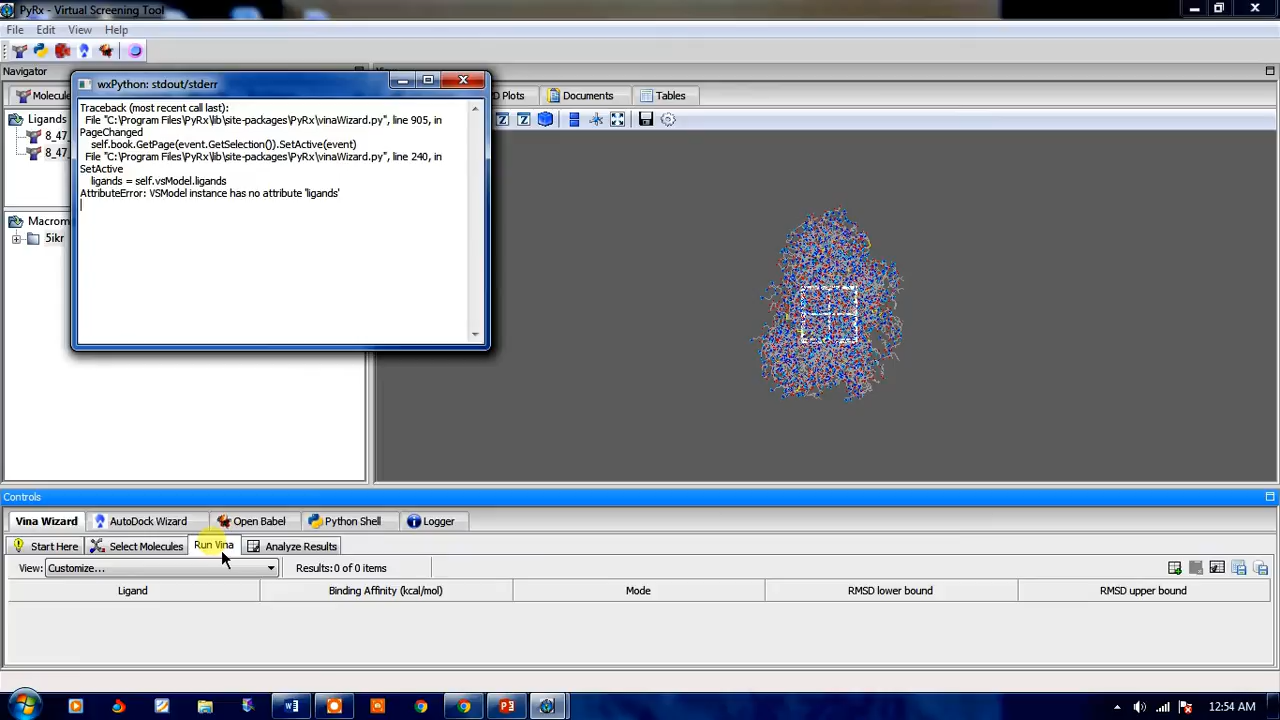 PyRx - Virtual Screening Tool
File Edit View Help
Navigator
wxPython: stdout/stderr
Molecule
D Plots
Documents
Tables
Ligands
8_47_
8_47_
Traceback (most recent call last):
File "C:\Program Files\PyRx\lib\site-packages\PyRx\vinaWizard.py", line 905, in
PageChanged
self.book.GetPage(event.GetSelection()).SetActive(event)
File "C:\Program Files\PyRx\lib\site-packages\PyRx\vinaWizard.py", line 240, in
SetActive
ligands = self.vsModel.ligands
AttributeError: VSModel instance has no attribute 'ligands'
Macrom
5ikr
Controls
Vina Wizard AutoDock Wizard Open Babel Python Shell Logger
Start Here Select Molecules Run Vina Analyze Results
View: Customize... Results:0 of 0 items
Ligand Binding Affinity (kcal/mol) Mode RMSD lower bound RMSD upper bound
12:54 AM